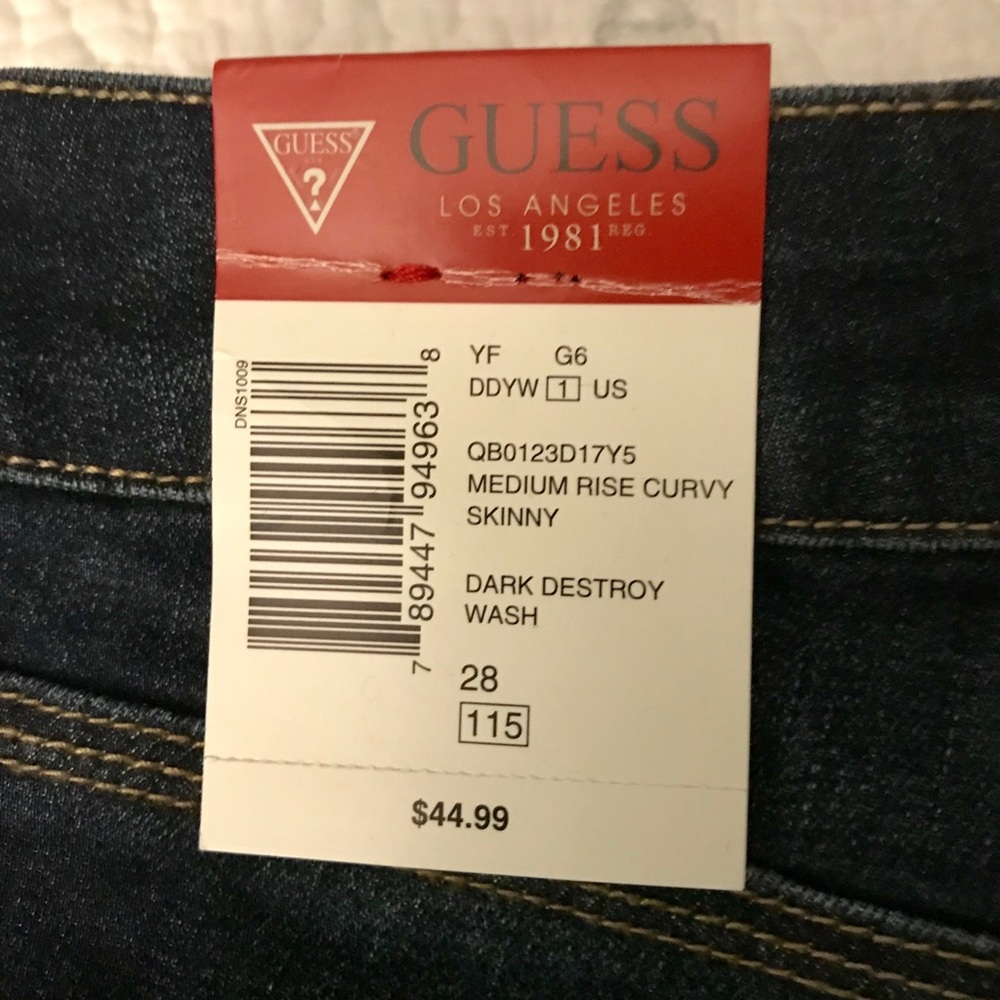 GUESS
?
GUESS
LOS ANGELES
EST 1981 REG
DNS1009
7 89447 94963 8
YF G6
DDYW 1 US
QB0123D17Y5
MEDIUM RISE CURVY
SKINNY
DARK DESTROY
WASH
28
115
$44.99